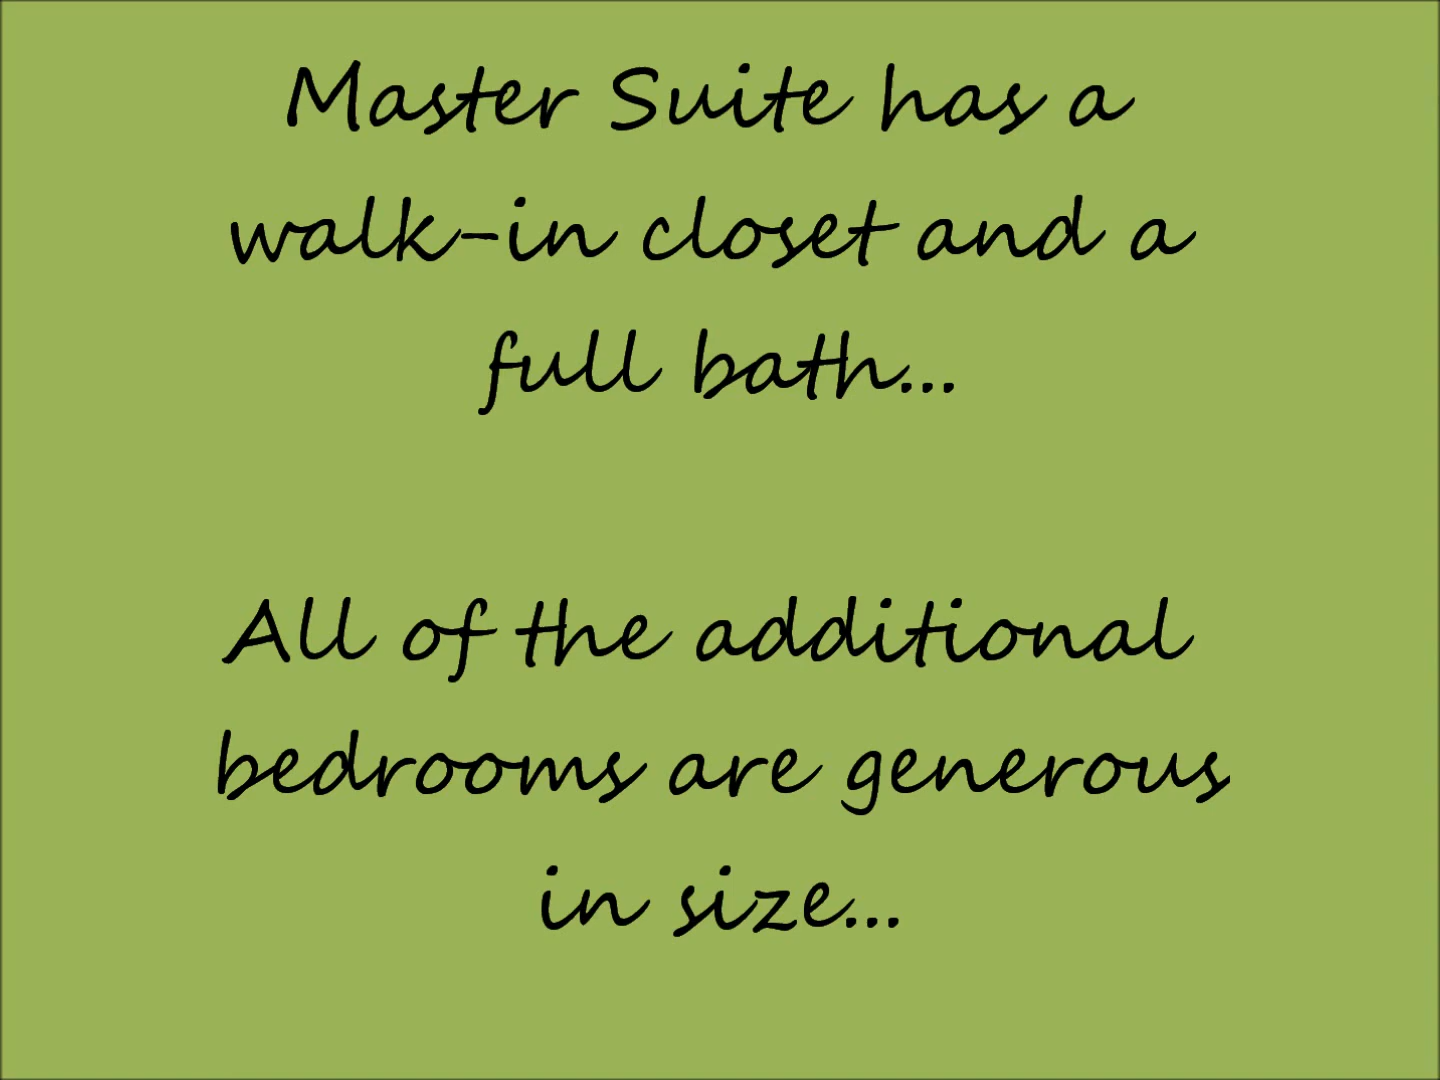 Master Suite has a
walk-in closet and a
full bath...
All of the additional
bedrooms are generous
in size...